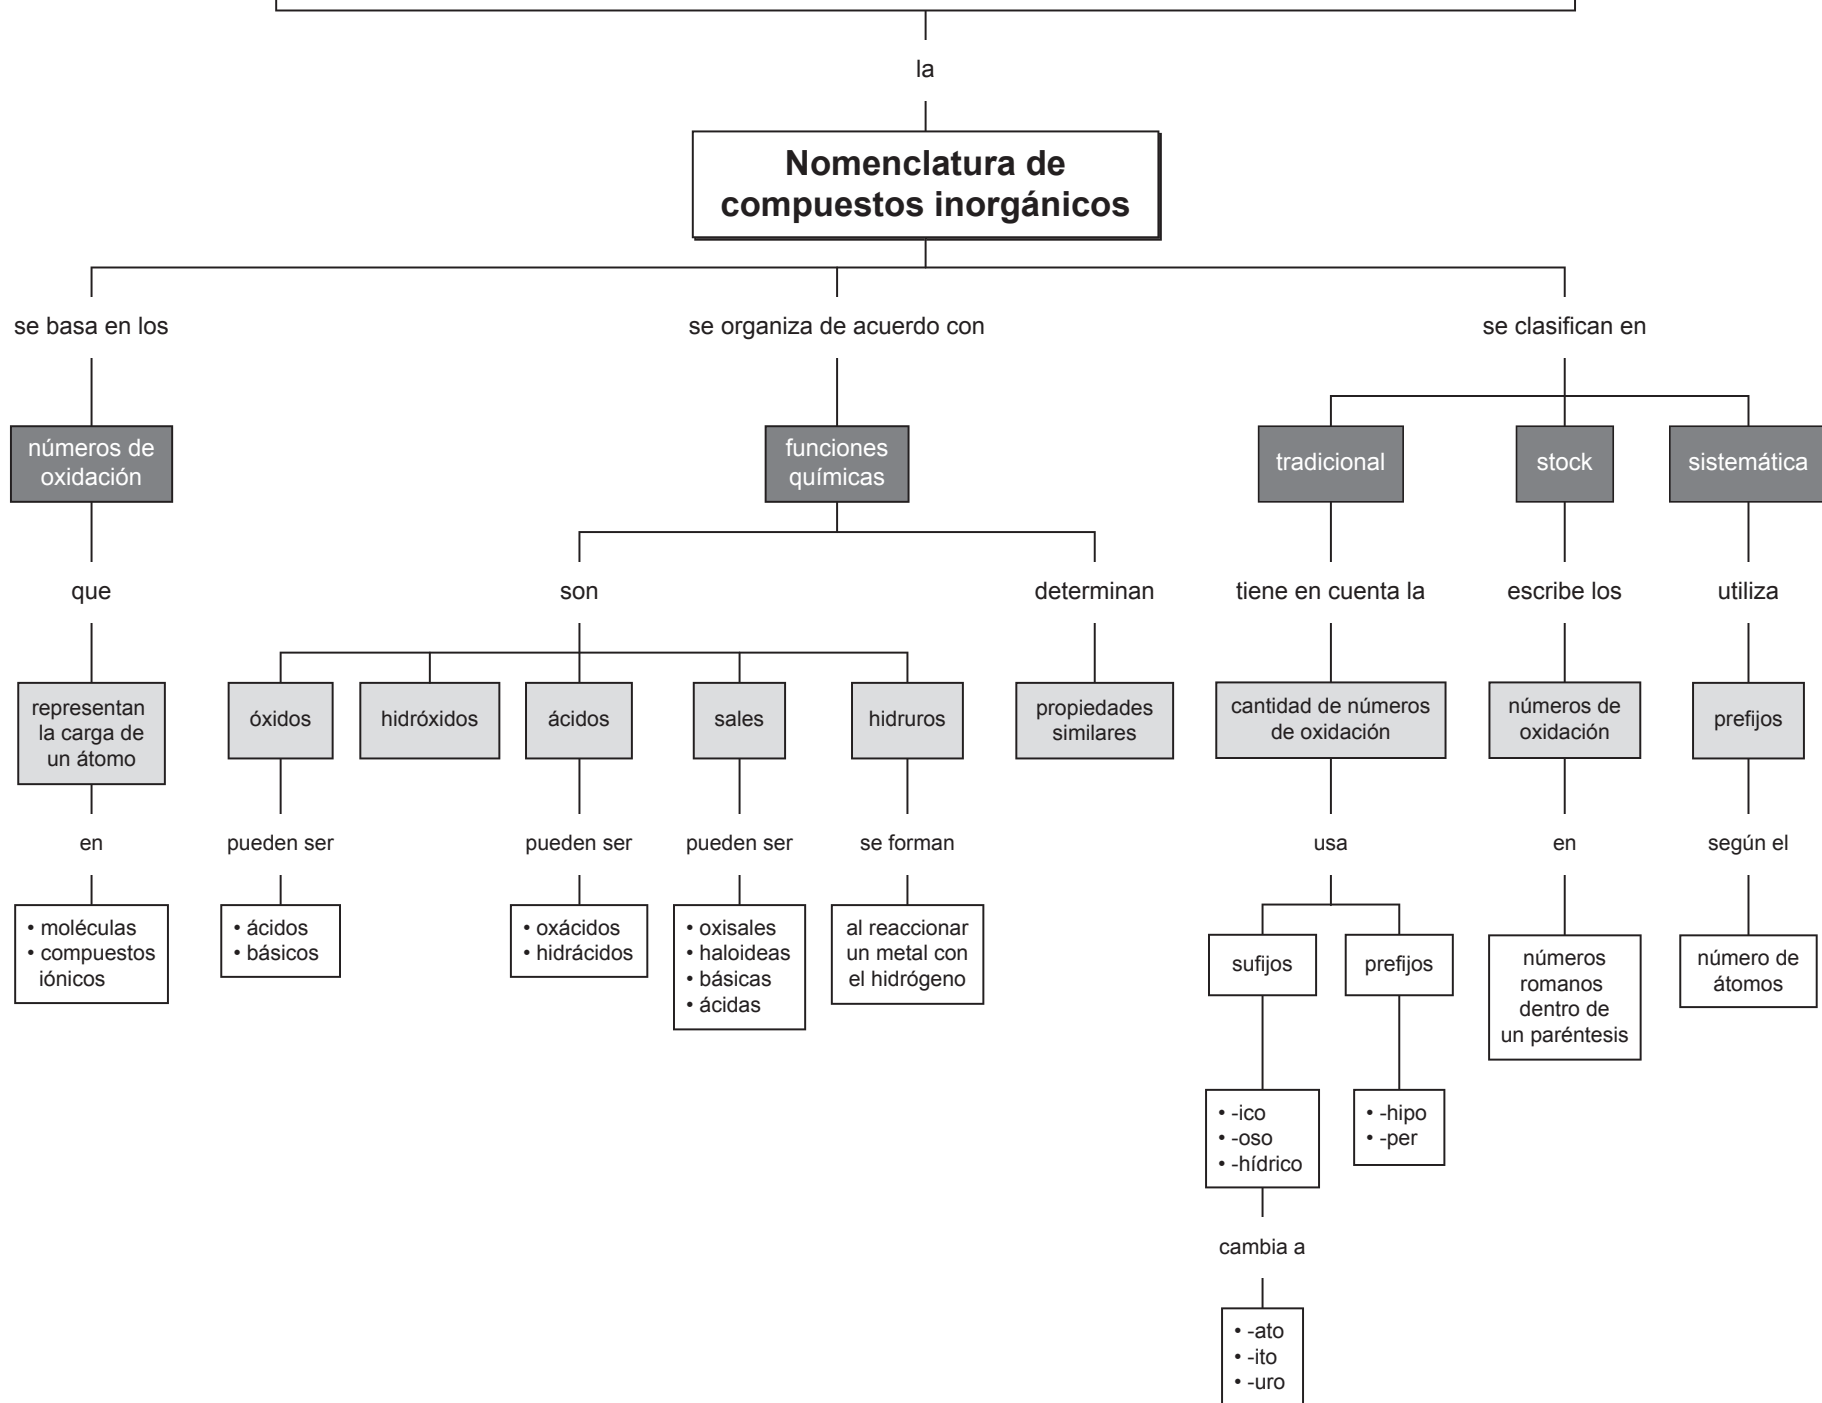 la
Nomenclatura de
compuestos inorgánicos
se basa en los
se organiza de acuerdo con
se clasifican en
números de
oxidación
funciones
químicas
tradicional
stock
sistemática
que
son
determinan
tiene en cuenta la
escribe los
utiliza
representan
la carga de
un átomo
óxidos
hidróxidos
ácidos
sales
hidruros
propiedades
similares
cantidad de números
de oxidación
números de
oxidación
prefijos
en
pueden ser
pueden ser
pueden ser
se forman
usa
en
según el
• moléculas
• compuestos
iónicos
• ácidos
• básicos
• oxácidos
• hidrácidos
• oxisales
• haloideas
• básicas
• ácidas
al reaccionar
un metal con
el hidrógeno
sufijos
prefijos
números
romanos
dentro de
un paréntesis
número de
átomos
• -ico
• -oso
• -hídrico
• -hipo
• -per
cambia a
• -ato
• -ito
• -uro